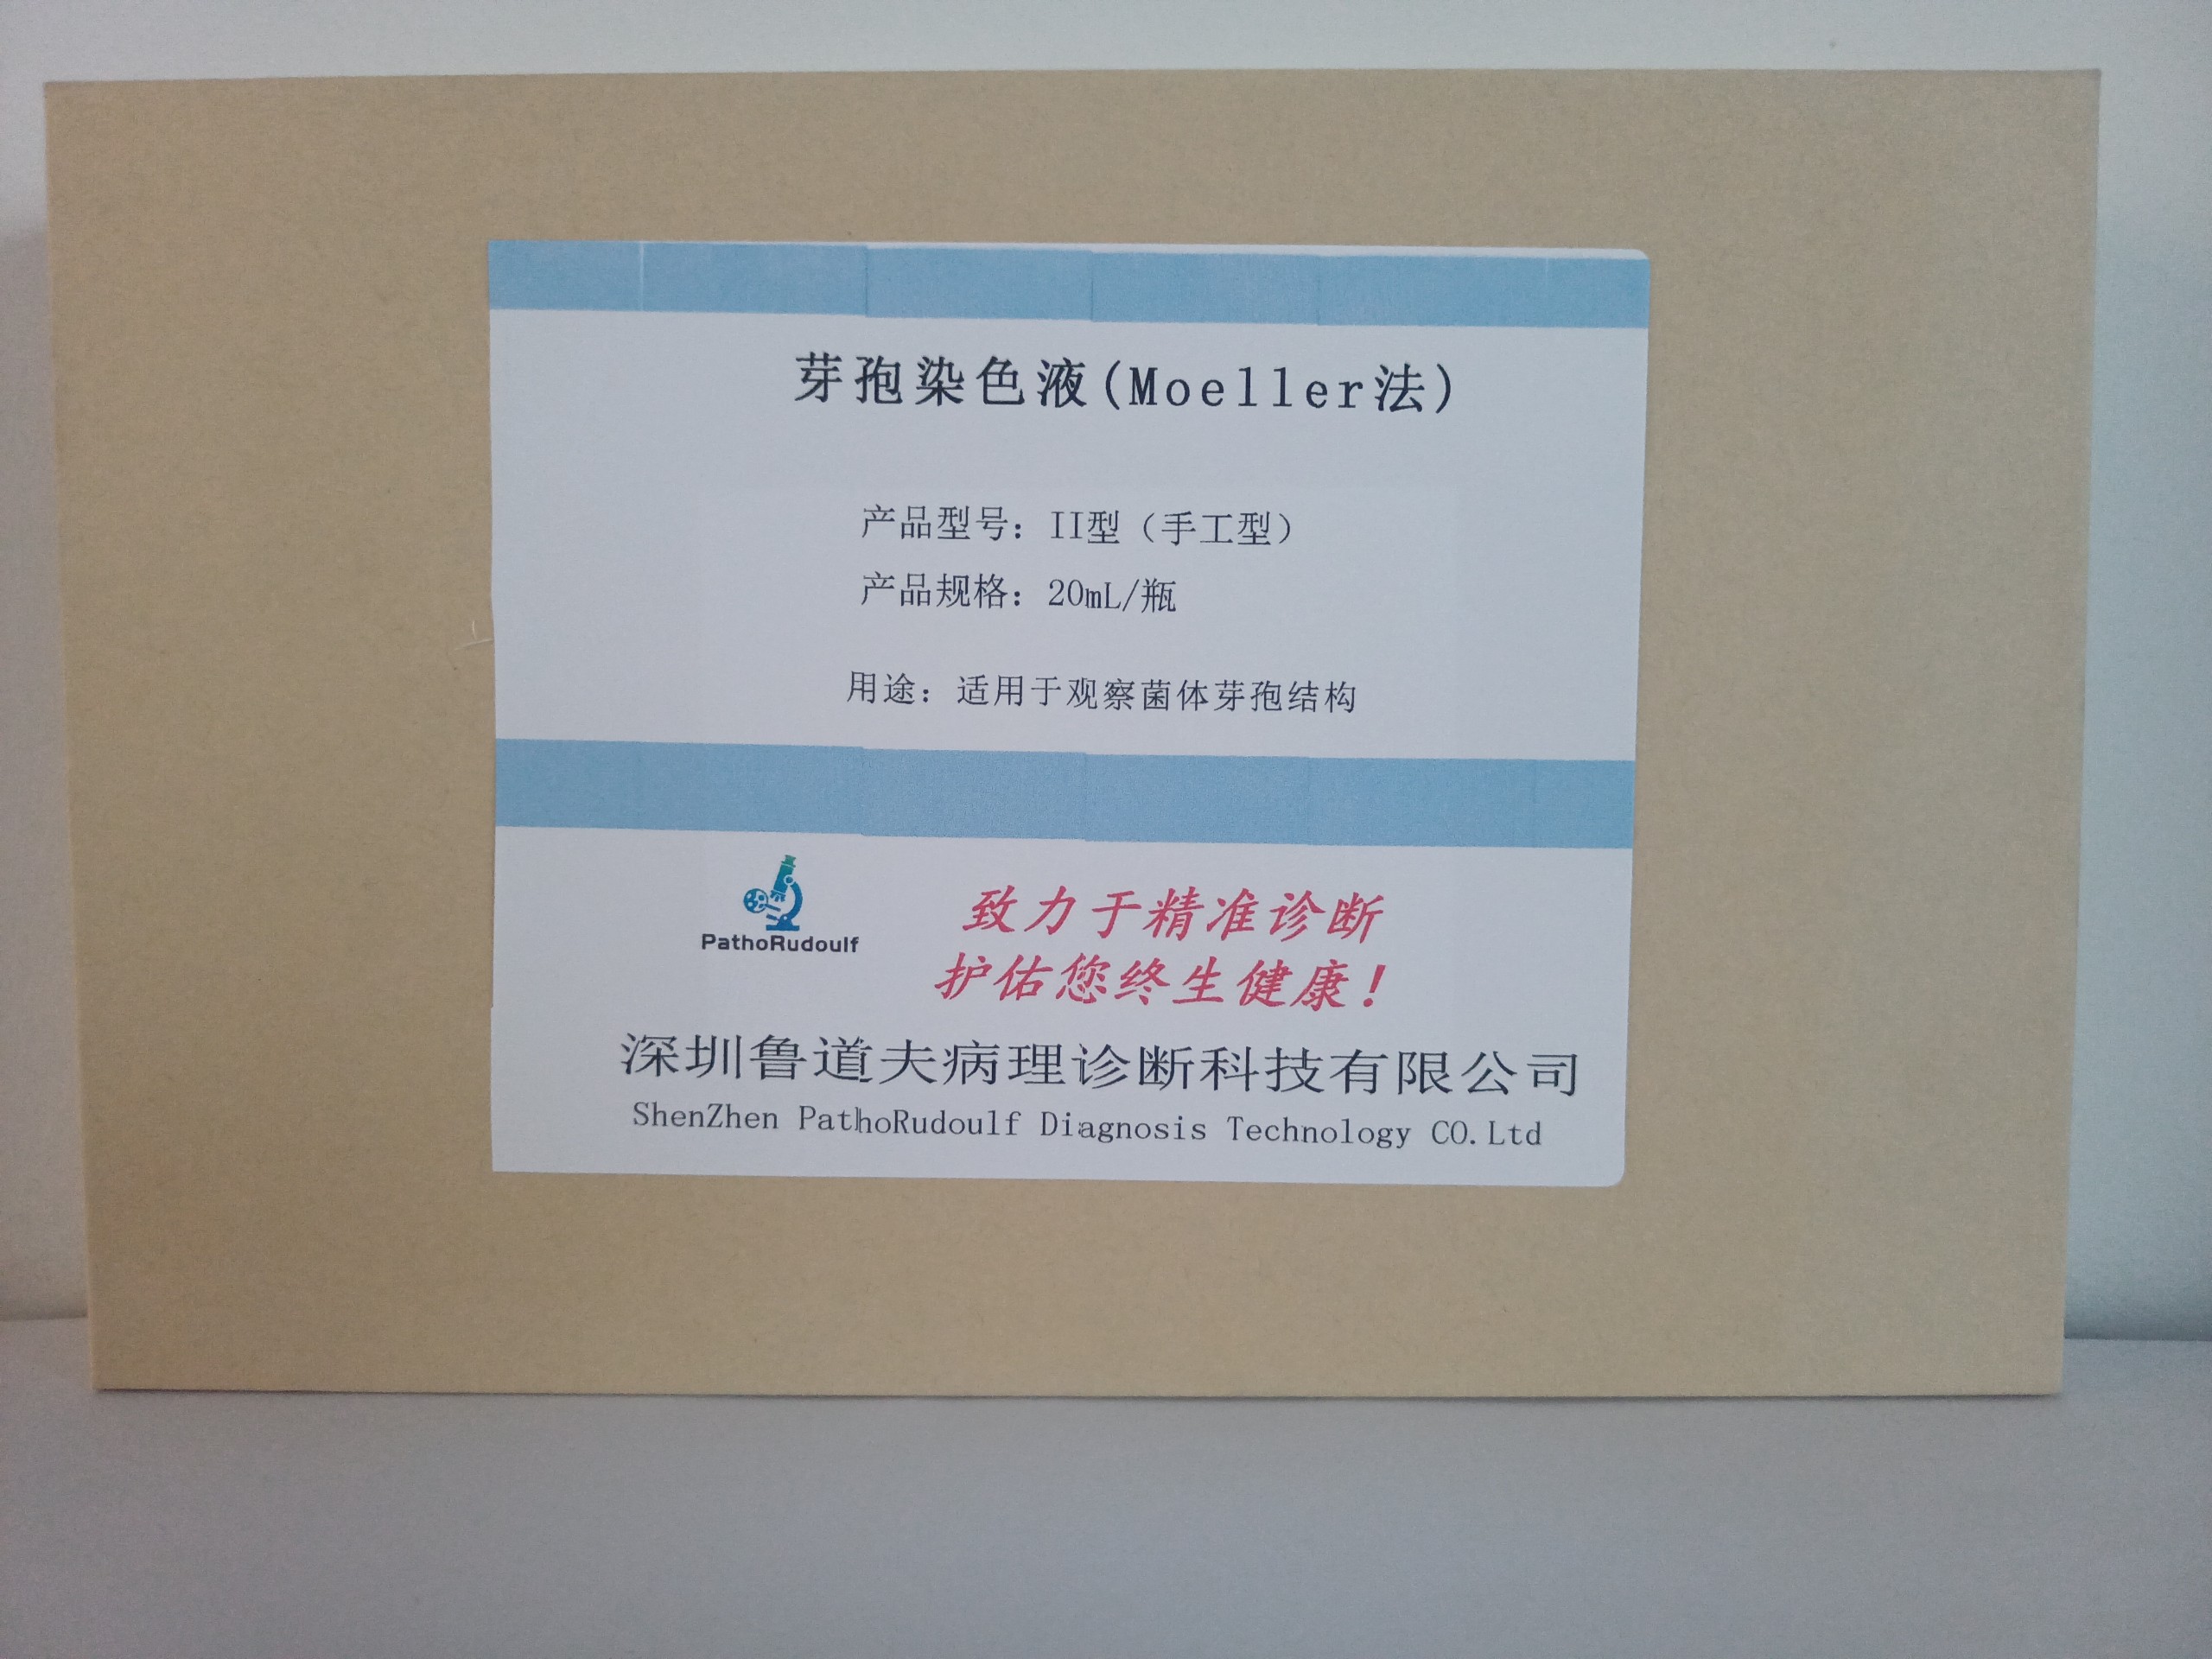 芽孢染色液(Moeller法)
产品型号：II型（手工型）
产品规格：20mL/瓶
用途：适用于观察菌体芽孢结构
PathoRudoulf
致力于精准诊断
护佑您终生健康！
深圳鲁道夫病理诊断科技有限公司
ShenZhen PathoRudoulf Diagnosis Technology CO.Ltd